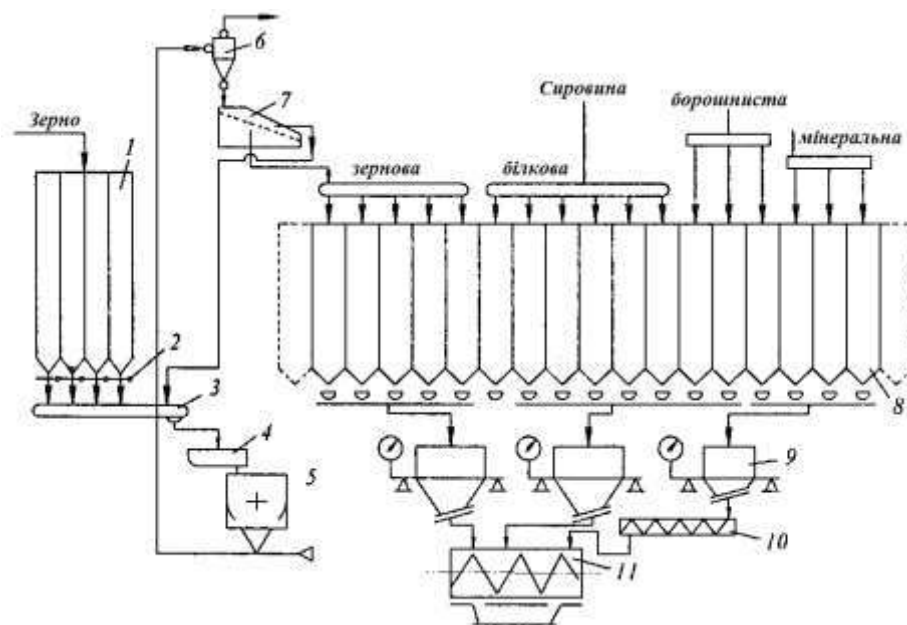 6
7
Сировина
борошниста
Зерно
1
мінеральна
зернова
білкова
2
3
8
4
5
9
10
11